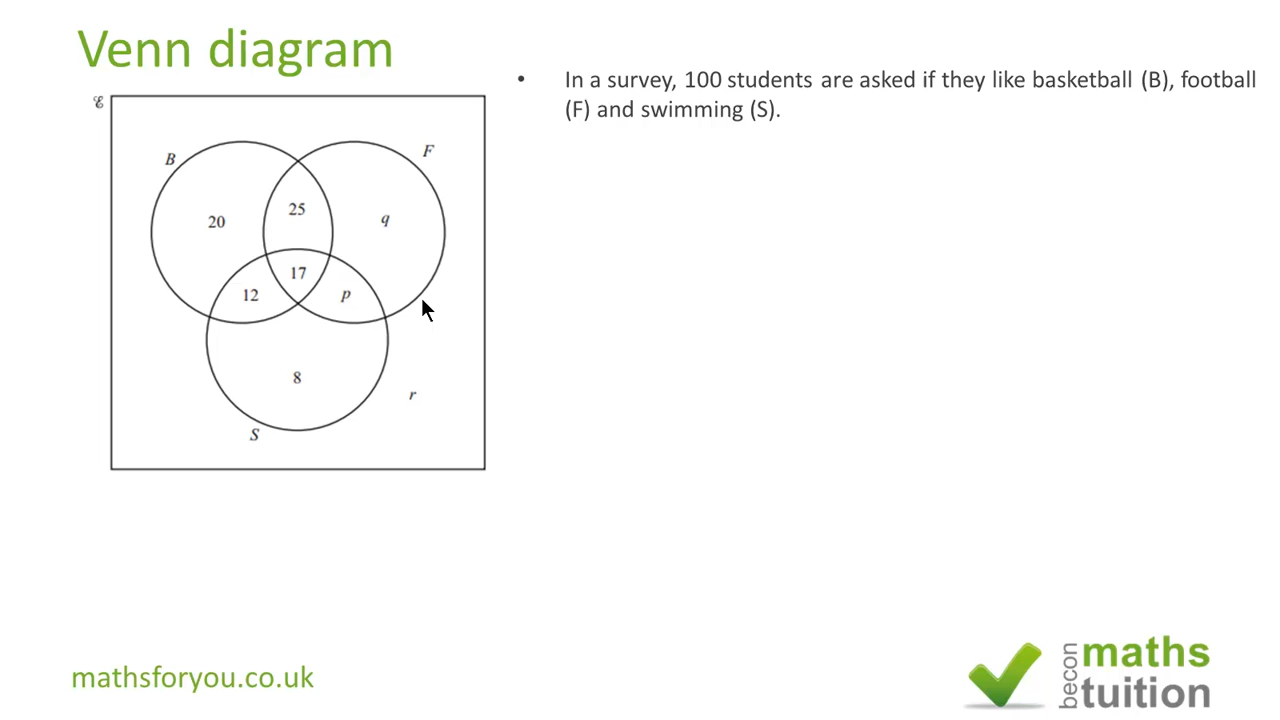 Venn diagram
• In a survey, 100 students are asked if they like basketball (B), football
(F) and swimming (S).
ℰ
B
F
20
25
q
17
12
p
8
r
S
mathsforyou.co.uk
becon
maths
tuition